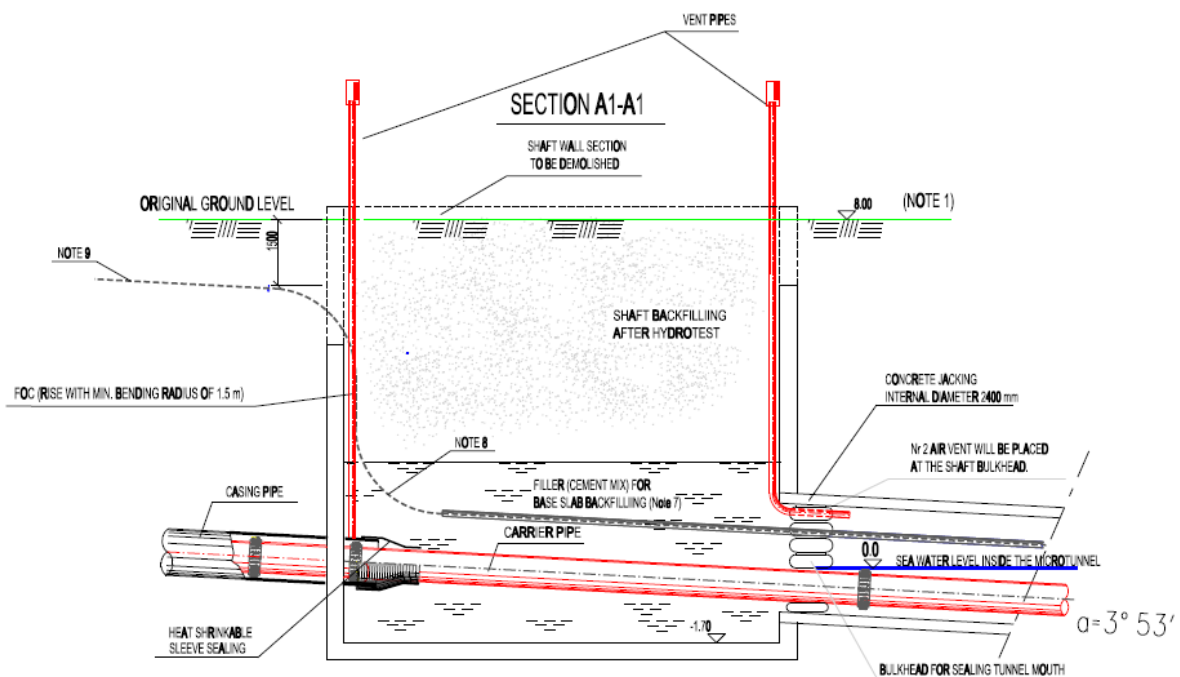 VENT PIPES
SECTION A1-A1
SHAFT WALL SECTION
TO BE DEMOLISHED
ORIGINAL GROUND LEVEL
8.00
(NOTE 1)
1500
NOTE 9
SHAFT BACKFILLIING
AFTER HYDROTEST
FOC (RISE WITH MIN. BENDING RADIUS OF 1.5 m)
CONCRETE JACKING
INTERNAL DIAMETER 2400 mm
NOTE 8
Nr 2 AIR VENT WILL BE PLACED
AT THE SHAFT BULKHEAD.
FILLER (CEMENT MIX) FOR
BASE SLAB BACKFILLING (Note 7)
CASING PIPE
CARRIER PIPE
0.0
SEA WATER LEVEL INSIDE THE MICROTUNNEL
-1.70
a=3° 53'
HEAT SHRINKABLE
SLEEVE SEALING
BULKHEAD FOR SEALING TUNNEL MOUTH